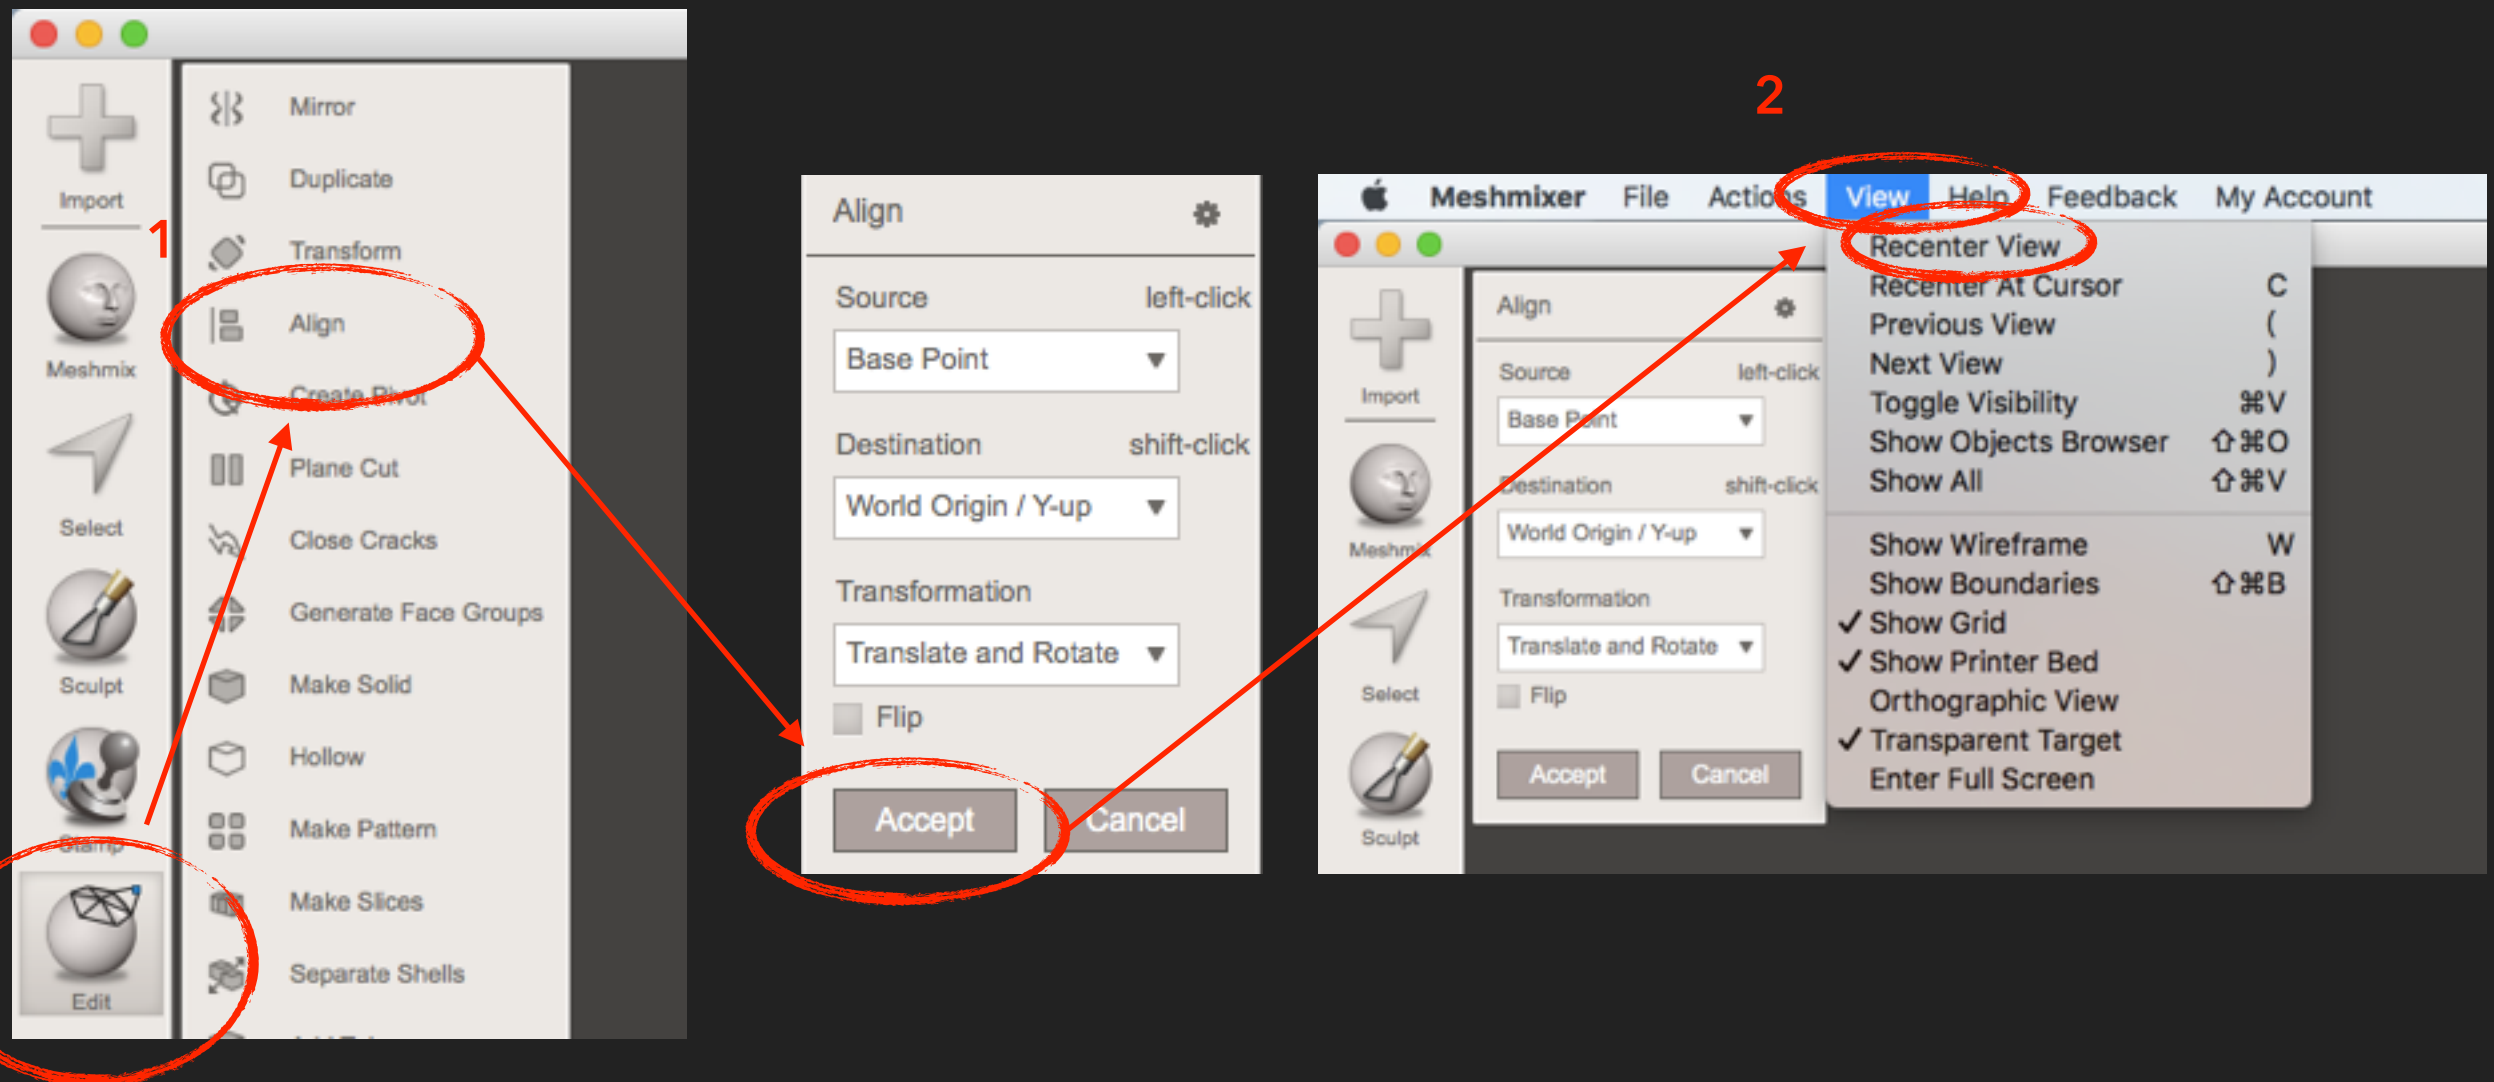 Import
1
Meshmix
Select
Sculpt
Stamp
Edit
Mirror
Duplicate
Transform
Align
Create Pivot
Plane Cut
Close Cracks
Generate Face Groups
Make Solid
Hollow
Make Pattern
Make Slices
Separate Shells
Align
Source left-click
Base Point
Destination shift-click
World Origin / Y-up
Transformation
Translate and Rotate
Flip
Accept Cancel
2
Meshmixer File Actions View Help Feedback My Account
Import
Meshmix
Select
Sculpt
Align
Source left-click
Base Point
Destination shift-click
World Origin / Y-up
Transformation
Translate and Rotate
Flip
Accept Cancel
Recenter View
Recenter At Cursor C
Previous View (
Next View )
Toggle Visibility ⌘V
Show Objects Browser ⇧⌘O
Show All ⇧⌘V
Show Wireframe W
Show Boundaries ⇧⌘B
✓ Show Grid
✓ Show Printer Bed
Orthographic View
✓ Transparent Target
Enter Full Screen